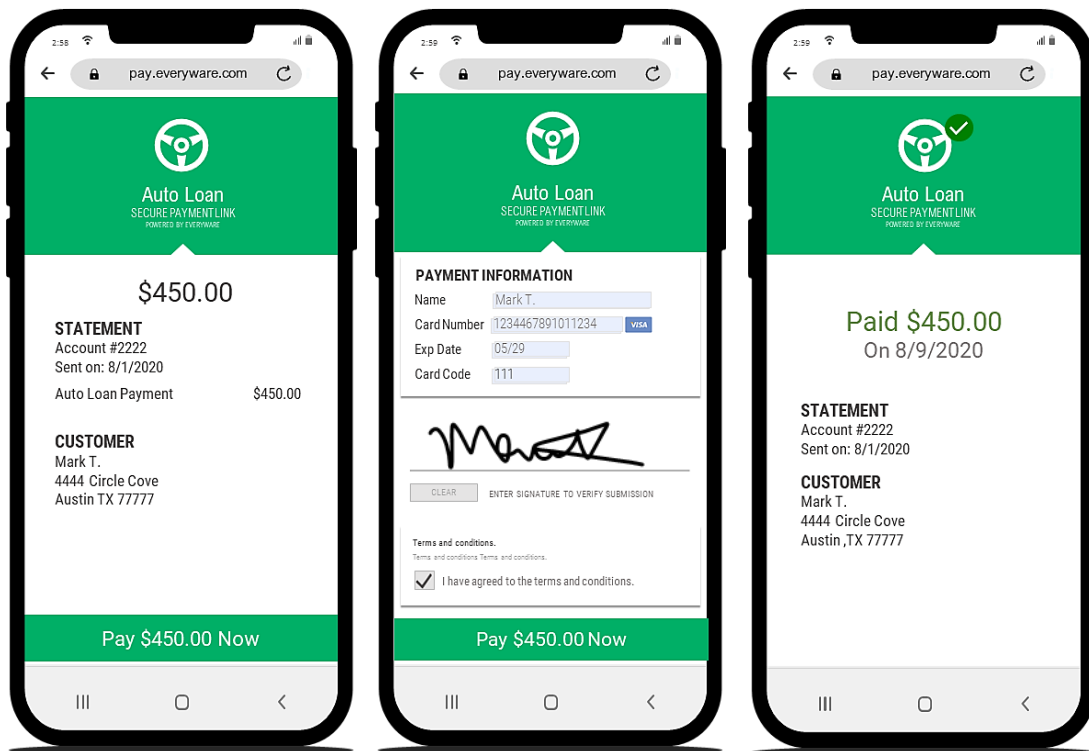 2:58
pay.everyware.com
Auto Loan
SECURE PAYMENT LINK
POWERED BY EVERYWARE
$450.00
STATEMENT
Account #2222
Sent on: 8/1/2020
Auto Loan Payment $450.00
CUSTOMER
Mark T.
4444 Circle Cove
Austin TX 77777
Pay $450.00 Now
2:59
pay.everyware.com
Auto Loan
SECURE PAYMENT LINK
POWERED BY EVERYWARE
PAYMENT INFORMATION
Name Mark T.
Card Number 1234467891011234 VISA
Exp Date 05/29
Card Code 111
CLEAR ENTER SIGNATURE TO VERIFY SUBMISSION
Terms and conditions.
Terms and conditions Terms and conditions.
I have agreed to the terms and conditions.
Pay $450.00 Now
2:59
pay.everyware.com
Auto Loan
SECURE PAYMENT LINK
POWERED BY EVERYWARE
Paid $450.00
On 8/9/2020
STATEMENT
Account #2222
Sent on: 8/1/2020
CUSTOMER
Mark T.
4444 Circle Cove
Austin ,TX 77777